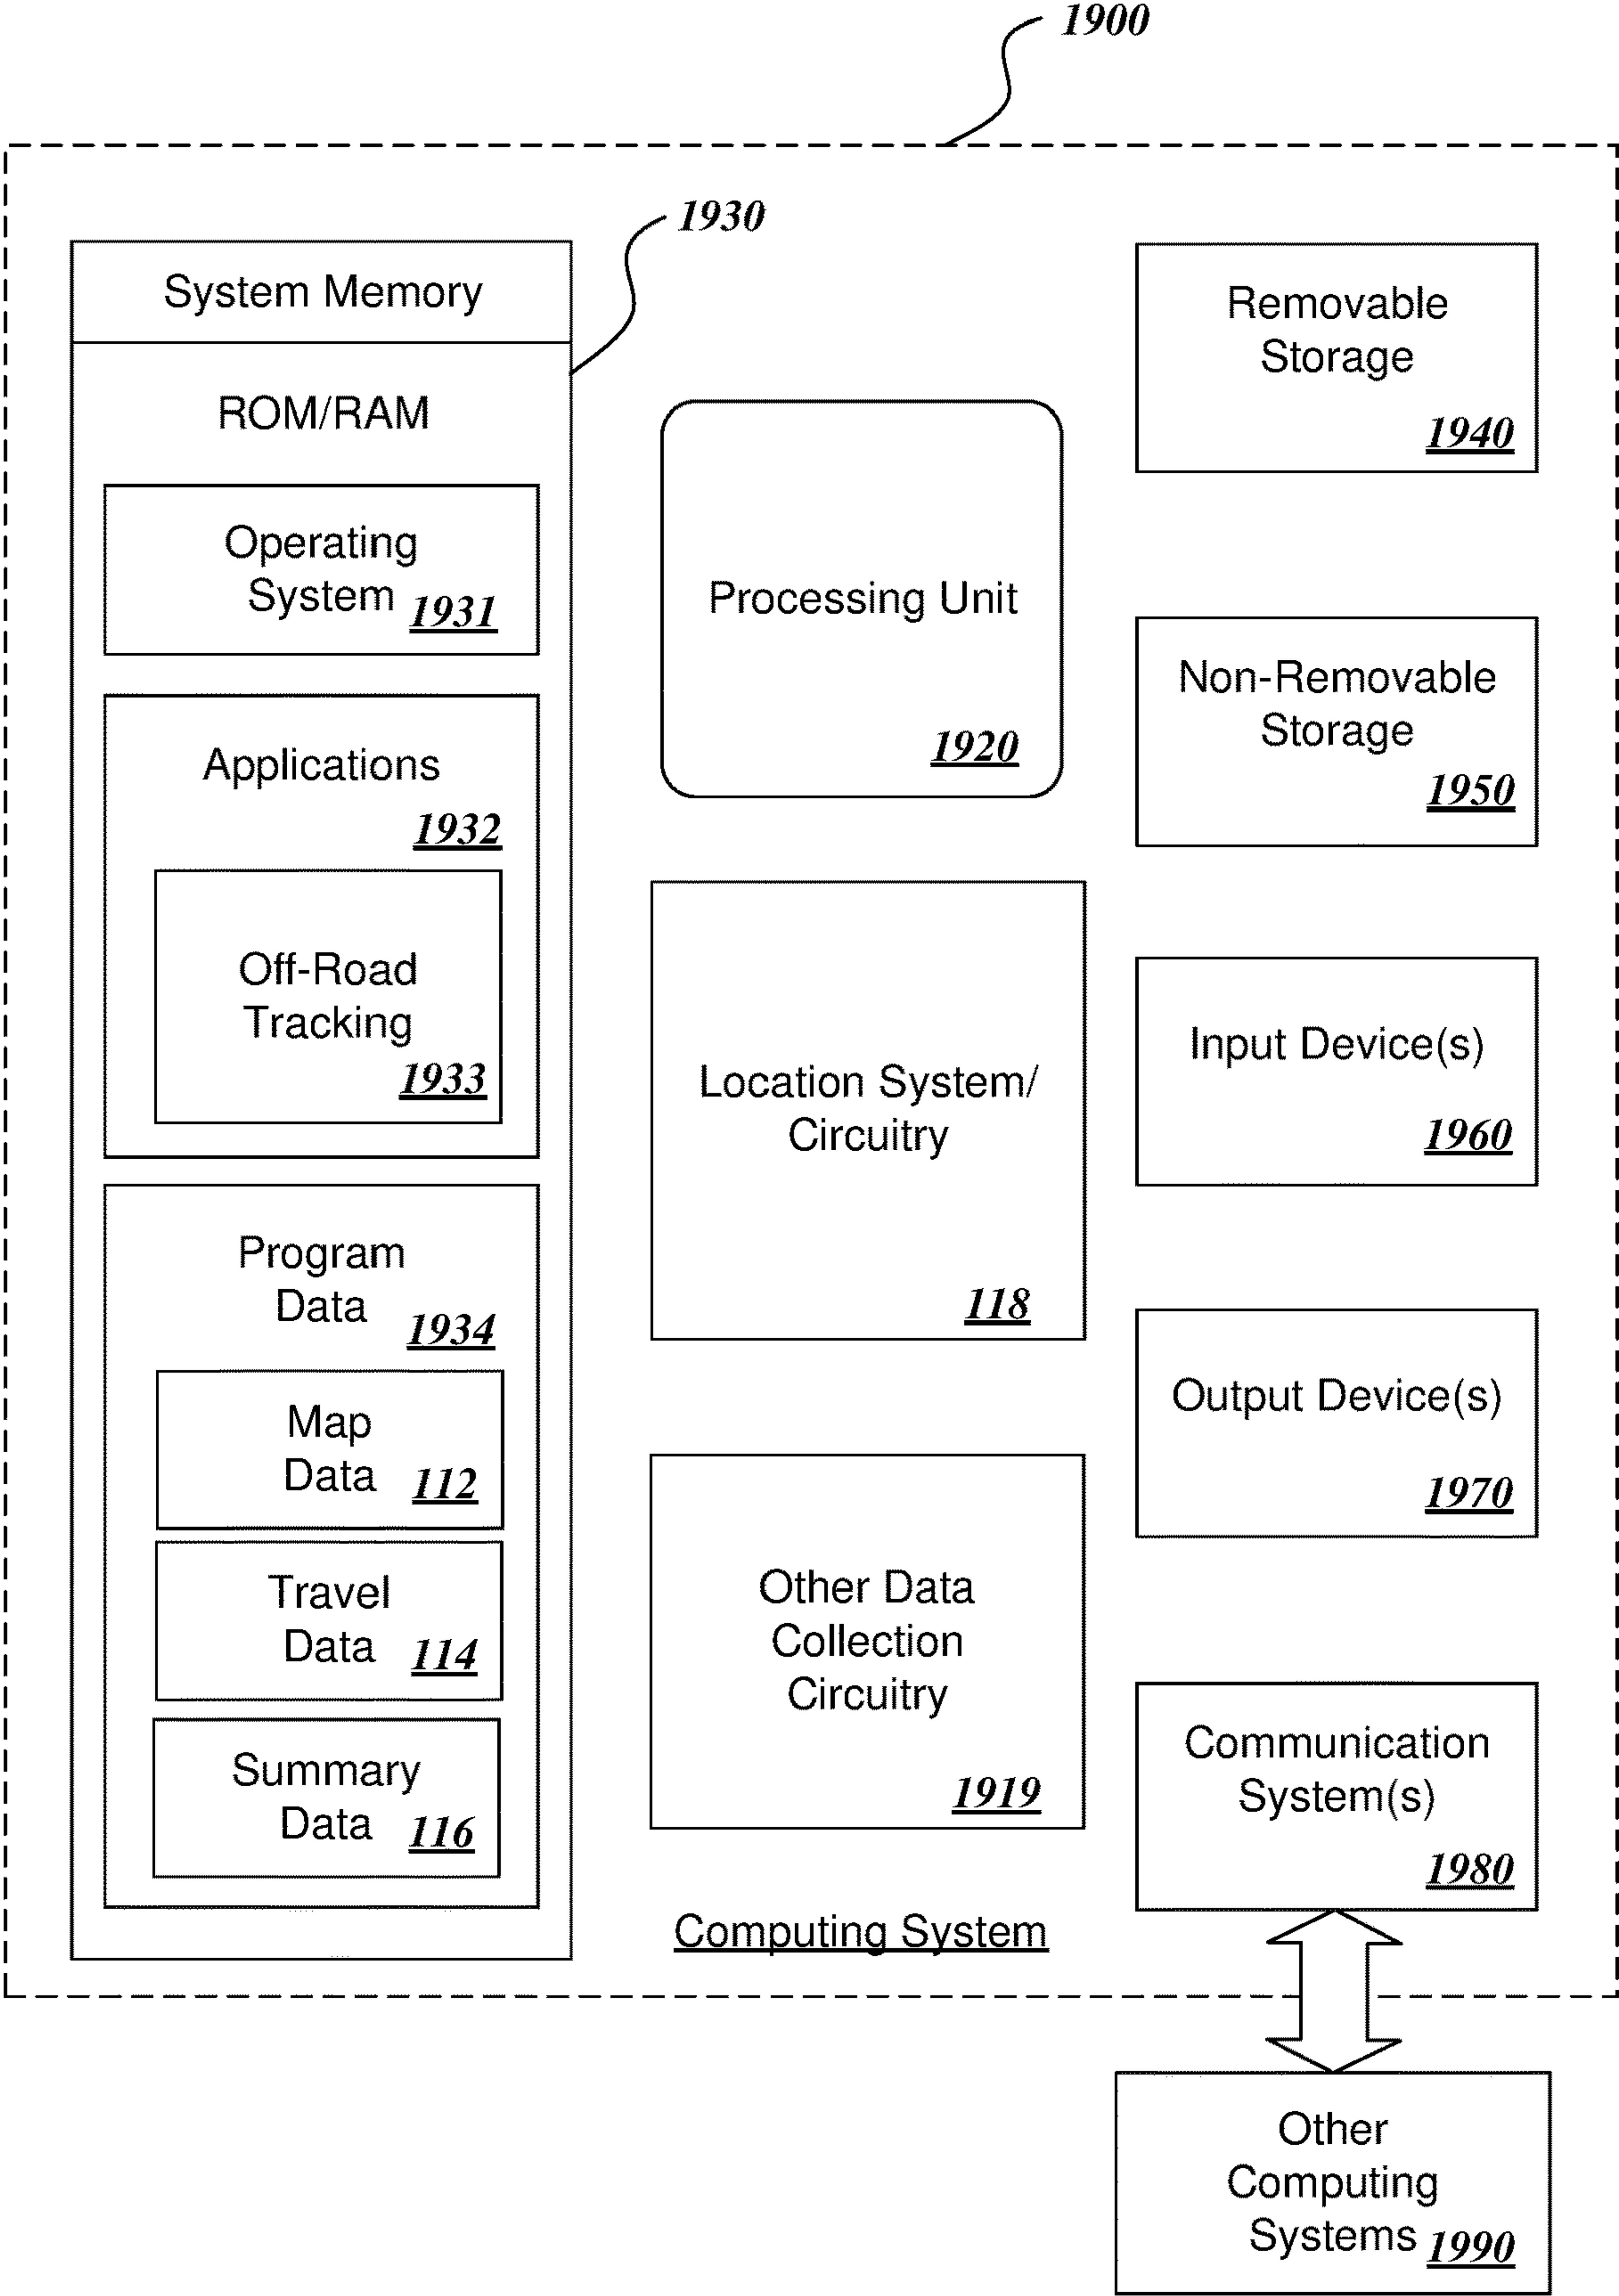 1900
1930
System Memory
ROM/RAM
Operating
System 1931
Applications
1932
Off-Road
Tracking
1933
Program
Data
1934
Map
Data 112
Travel
Data 114
Summary
Data 116
Processing Unit
1920
Location System/
Circuitry
118
Other Data
Collection
Circuitry
1919
Computing System
Removable
Storage
1940
Non-Removable
Storage
1950
Input Device(s)
1960
Output Device(s)
1970
Communication
System(s)
1980
Other
Computing
Systems 1990